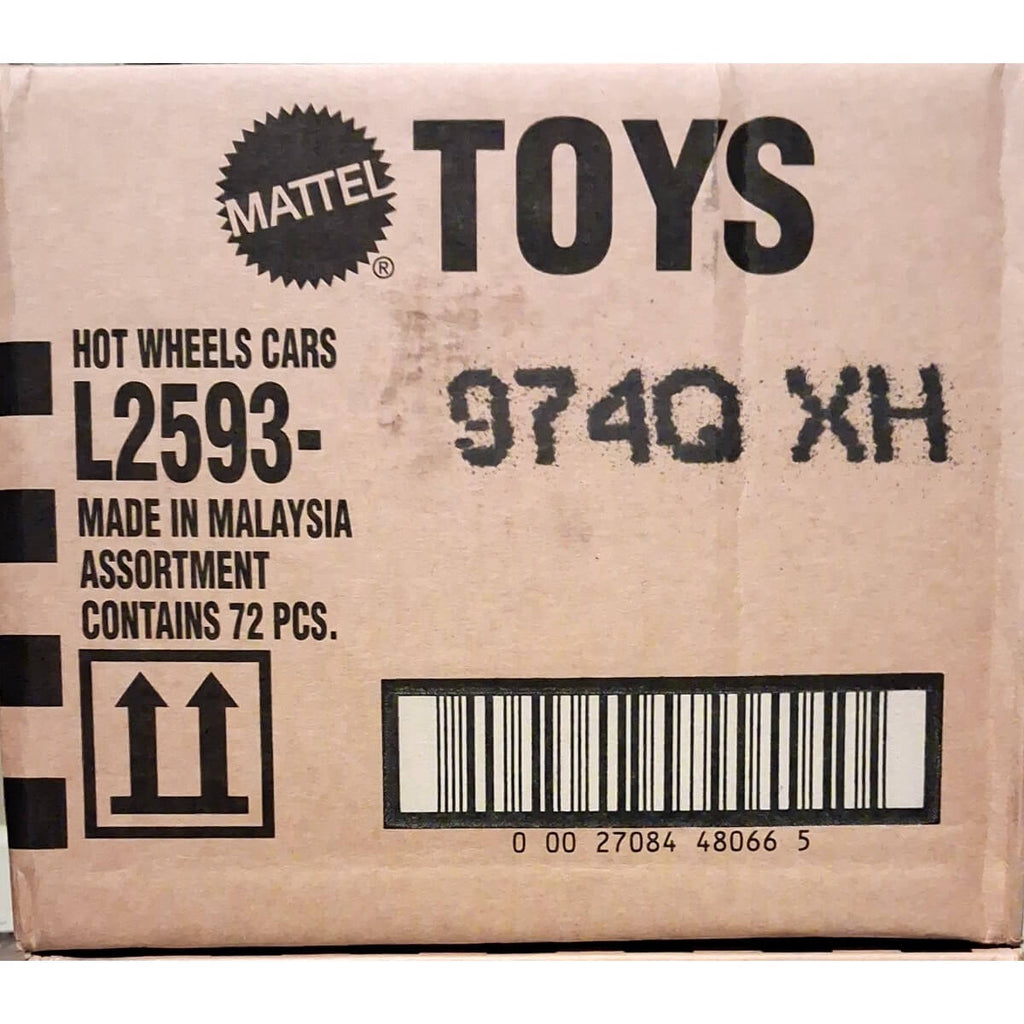 MATTEL® TOYS
HOT WHEELS CARS
L2593-
974Q XH
MADE IN MALAYSIA
ASSORTMENT
CONTAINS 72 PCS.
0 00 27084 48066 5